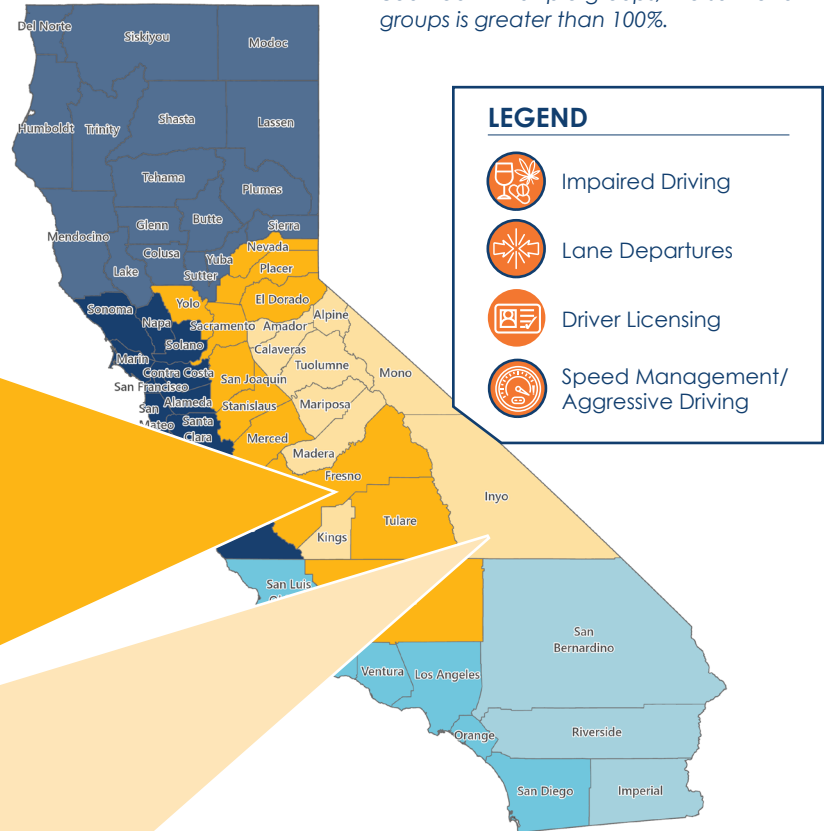 groups is greater than 100%.
LEGEND
Impaired Driving
Lane Departures
Driver Licensing
Speed Management/
Aggressive Driving
Del Norte
Siskiyou
Modoc
Humboldt
Trinity
Shasta
Lassen
Tehama
Plumas
Mendocino
Glenn
Butte
Sierra
Colusa
Lake
Yuba
Sutter
Nevada
Placer
Yolo
El Dorado
Sonoma
Napa
Sacramento
Amador
Alpine
Solano
Calaveras
Marin
Tuolumne
Mono
Contra Costa
San Francisco
San Joaquin
Alameda
San
Mateo
Stanislaus
Mariposa
Santa
Clara
Merced
Madera
Fresno
Inyo
Tulare
Kings
San Luis
San
Bernardino
Ventura
Los Angeles
Orange
Riverside
San Diego
Imperial